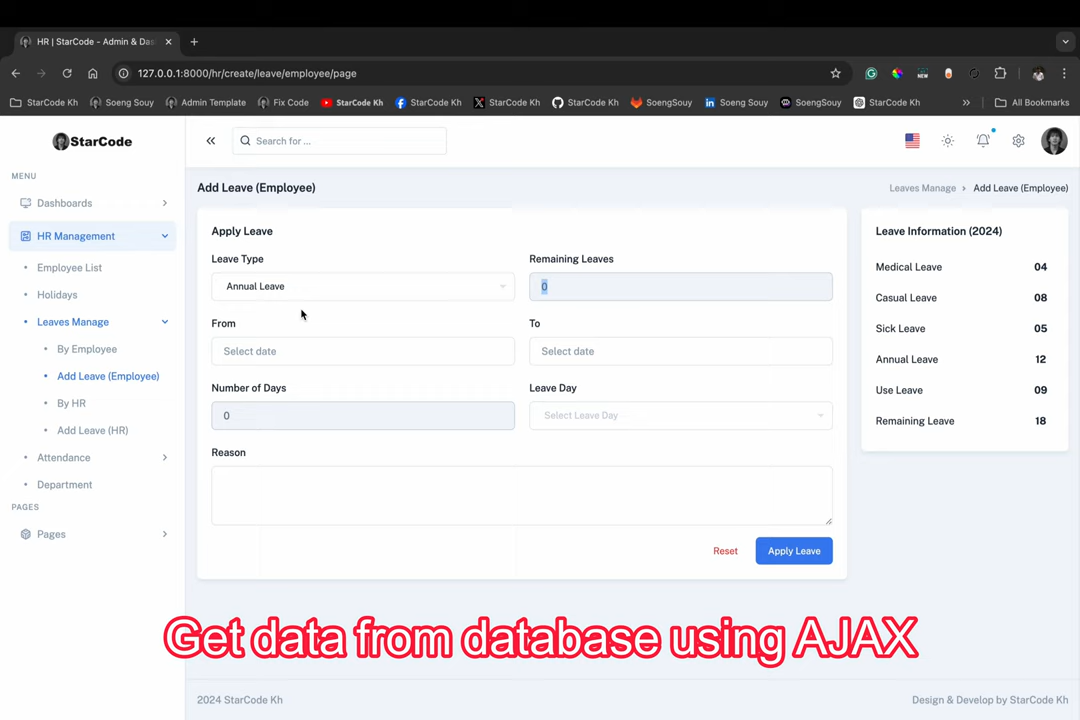 HR | StarCode - Admin & Das
127.0.0.1:8000/hr/create/leave/employee/page
StarCode Kh
Soeng Souy
Admin Template
Fix Code
StarCode Kh
StarCode Kh
StarCode Kh
StarCode Kh
SoengSouy
Soeng Souy
SoengSouy
StarCode Kh
All Bookmarks
StarCode
Search for ...
MENU
Dashboards
HR Management
Employee List
Holidays
Leaves Manage
By Employee
Add Leave (Employee)
By HR
Add Leave (HR)
Attendance
Department
PAGES
Pages
Add Leave (Employee)
Leaves Manage > Add Leave (Employee)
Apply Leave
Leave Type
Remaining Leaves
Annual Leave
0
From
To
Select date
Select date
Number of Days
Leave Day
0
Select Leave Day
Reason
Reset
Apply Leave
Leave Information (2024)
Medical Leave 04
Casual Leave 08
Sick Leave 05
Annual Leave 12
Use Leave 09
Remaining Leave 18
Get data from database using AJAX
2024 StarCode Kh
Design & Develop by StarCode Kh